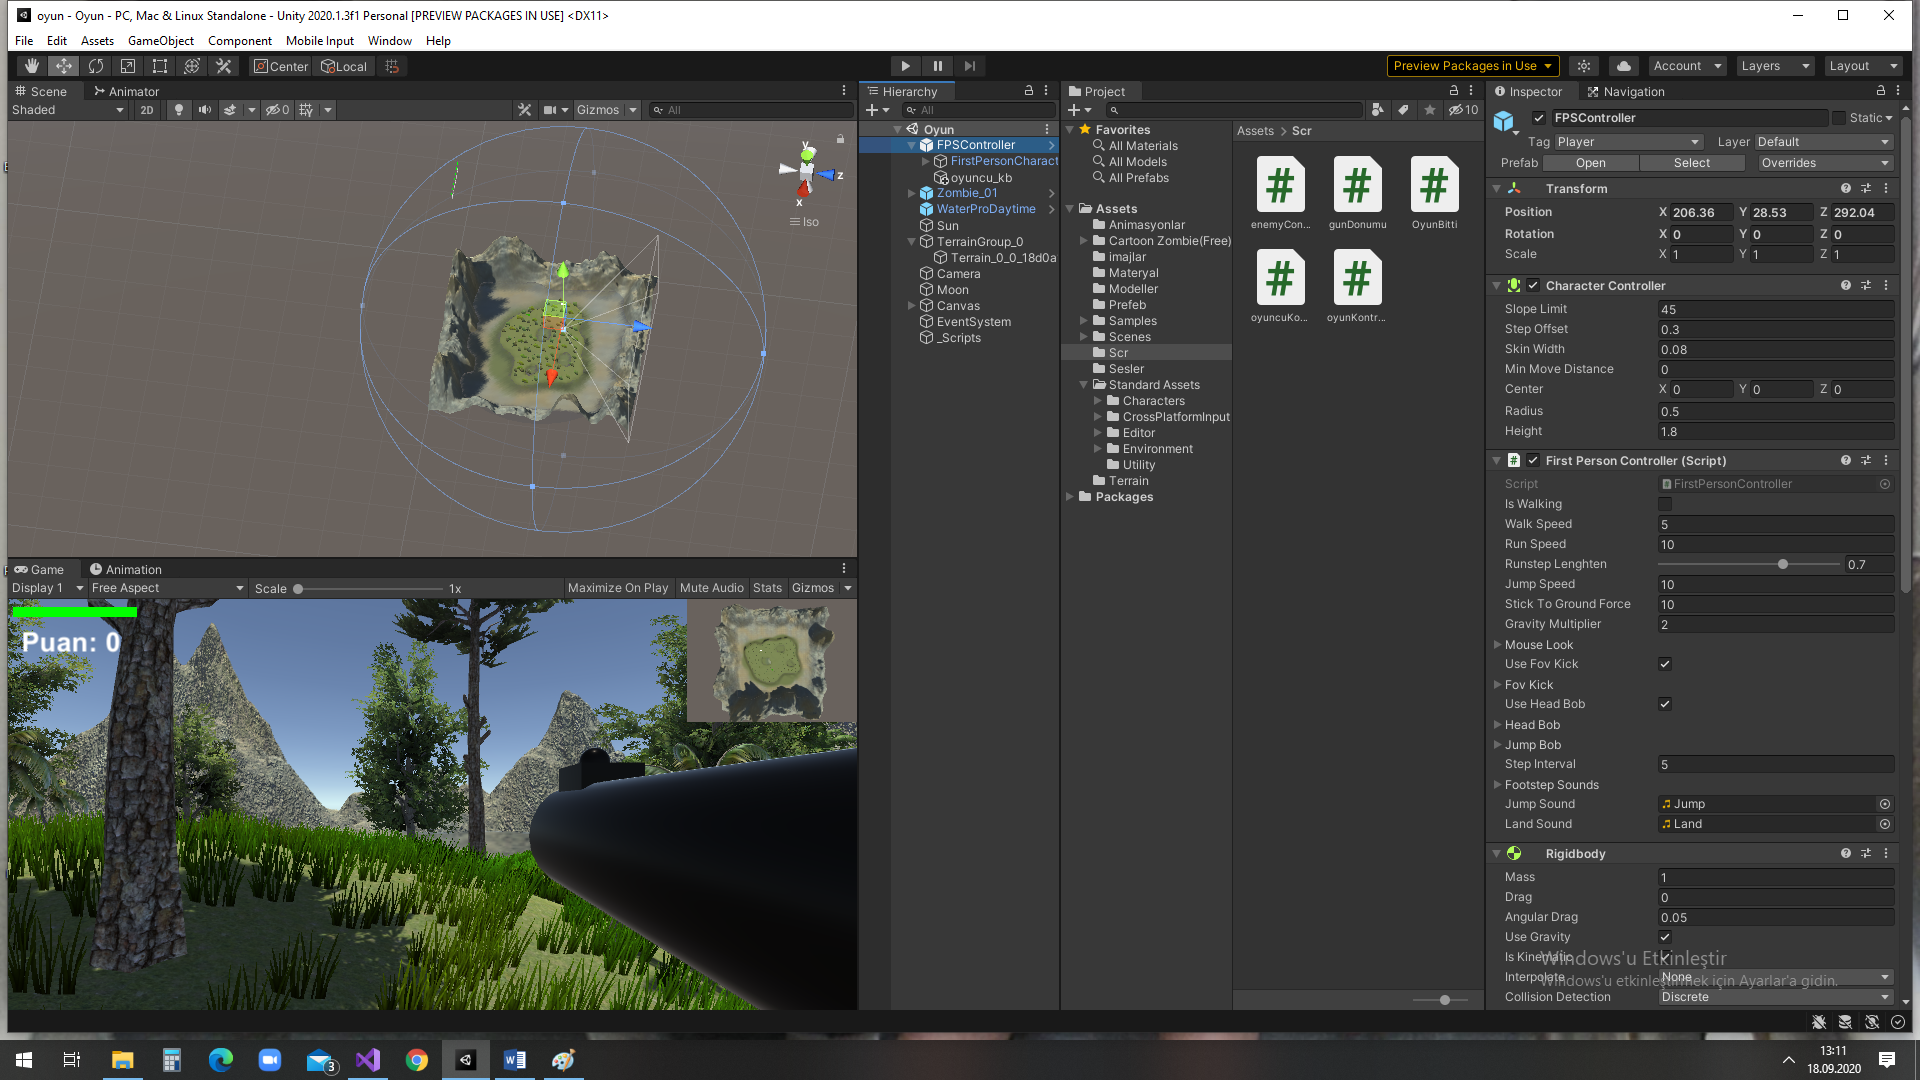 oyun - Oyun - PC, Mac & Linux Standalone - Unity 2020.1.3f1 Personal [PREVIEW PACKAGES IN USE] <DX11>
File Edit Assets GameObject Component Mobile Input Window Help
Center Local Preview Packages in Use Account Layers Layout
Scene Animator
Shaded 2D 0 Gizmos All
y
z
x
Iso
Game Animation
Display 1 Free Aspect Scale 1x Maximize On Play Mute Audio Stats Gizmos
Puan: 0
Hierarchy
All
Oyun
FPSController
FirstPersonCharact
oyuncu_kb
Zombie_01
WaterProDaytime
Sun
TerrainGroup_0
Terrain_0_0_18d0a
Camera
Moon
Canvas
EventSystem
_Scripts
Project
10
Favorites
All Materials
All Models
All Prefabs
Assets
Animasyonlar
Cartoon Zombie(Free)
imajlar
Materyal
Modeller
Prefeb
Samples
Scenes
Scr
Sesler
Standard Assets
Characters
CrossPlatformInput
Editor
Environment
Utility
Terrain
Packages
Assets > Scr
enemyCon... gunDonumu OyunBitti
oyuncuKo... oyunKontr...
Inspector Navigation
FPSController Static
Tag Player Layer Default
Prefab Open Select Overrides
Transform
Position X 206.36 Y 28.53 Z 292.04
Rotation X 0 Y 0 Z 0
Scale X 1 Y 1 Z 1
Character Controller
Slope Limit 45
Step Offset 0.3
Skin Width 0.08
Min Move Distance 0
Center X 0 Y 0 Z 0
Radius 0.5
Height 1.8
First Person Controller (Script)
Script FirstPersonController
Is Walking
Walk Speed 5
Run Speed 10
Runstep Lenghten 0.7
Jump Speed 10
Stick To Ground Force 10
Gravity Multiplier 2
Mouse Look
Use Fov Kick
Fov Kick
Use Head Bob
Head Bob
Jump Bob
Step Interval 5
Footstep Sounds
Jump Sound Jump
Land Sound Land
Rigidbody
Mass 1
Drag 0
Angular Drag 0.05
Use Gravity
Is Kinematic
Interpolate None
Collision Detection Discrete
Windows'u Etkinleştir
Windows'u etkinleştirmek için Ayarlar'a gidin.
3
13:11
18.09.2020